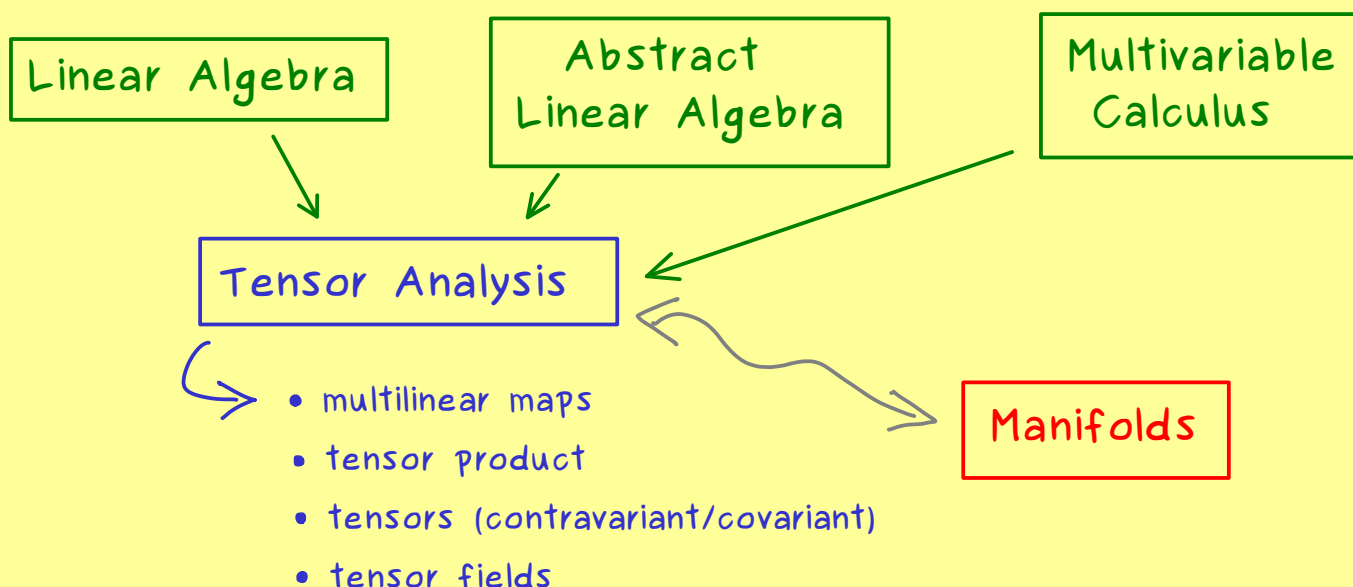 Linear Algebra
Abstract
Linear Algebra
Multivariable
Calculus
Tensor Analysis
• multilinear maps
• tensor product
• tensors (contravariant/covariant)
• tensor fields
Manifolds